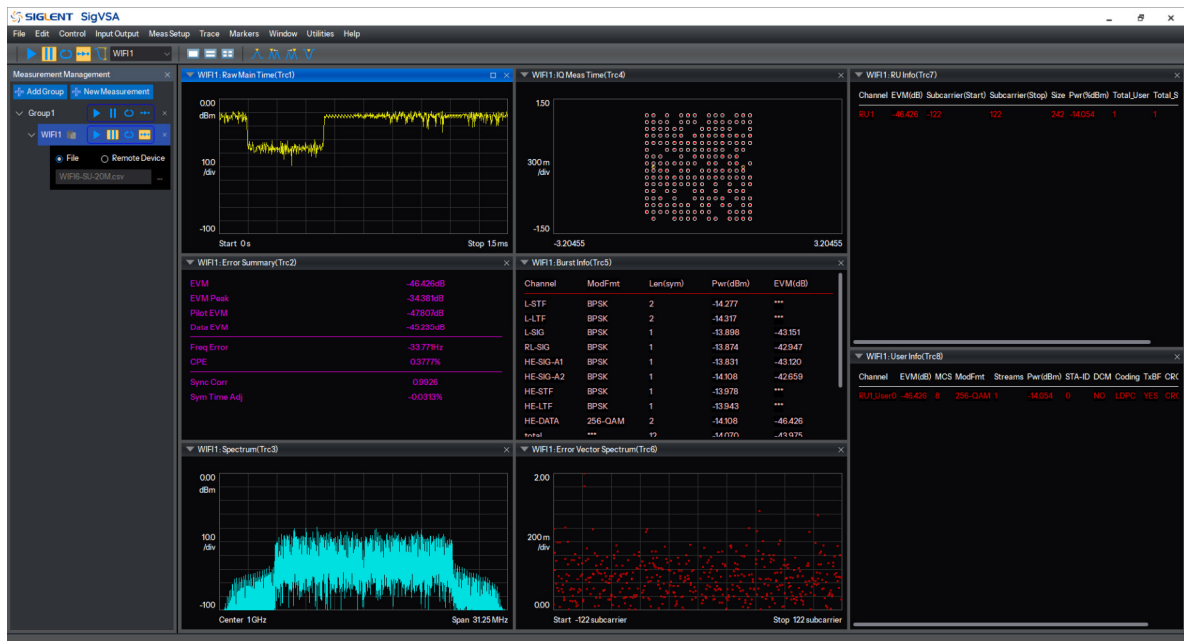 SIGLENT SigVSA
File Edit Control Input/Output Meas Setup Trace Markers Window Utilities Help
WIFI1
Measurement Management
Add Group New Measurement
Group1
WIFI1
File Remote Device
WIFI6-SU-20M.csv ...
WIFI1: Raw Main Time(Trc1)
0.00
dBm
10.0
/div
-100
Start 0 s Stop 1.5 ms
WIFI1: Error Summary(Trc2)
EVM -46.426dB
EVM Peak -34.381dB
Pilot EVM -47.807dB
Data EVM -45.235dB
Freq Error -33.771Hz
CPE 0.3777%
Sync Corr 0.9926
Sym Time Adj -0.0313%
WIFI1: Spectrum(Trc3)
0.00
dBm
10.0
/div
-100
Center 1 GHz Span 31.25 MHz
WIFI1: IQ Meas Time(Trc4)
1.50
300 m
/div
-1.50
-3.20455 3.20455
WIFI1: Burst Info(Trc5)
Channel ModFmt Len(sym) Pwr(dBm) EVM(dB)
L-STF BPSK 2 -14.277 ***
L-LTF BPSK 2 -14.317 ***
L-SIG BPSK 1 -13.898 -43.151
RL-SIG BPSK 1 -13.874 -42.947
HE-SIG-A1 BPSK 1 -13.831 -43.120
HE-SIG-A2 BPSK 1 -14.108 -42.659
HE-STF BPSK 1 -13.978 ***
HE-LTF BPSK 1 -13.943 ***
HE-DATA 256-QAM 2 -14.108 -46.426
total *** 12 -14.070 -43.975
WIFI1: Error Vector Spectrum(Trc6)
2.00
200 m
/div
0.00
Start -122 subcarrier Stop 122 subcarrier
WIFI1: RU Info(Trc7)
Channel EVM(dB) Subcarrier(Start) Subcarrier(Stop) Size Pwr(%dBm) Total_User Total_S
RU1 -46.426 -122 122 242 -14.054 1 1
WIFI1: User Info(Trc8)
Channel EVM(dB) MCS ModFmt Streams Pwr(dBm) STA-ID DCM Coding TxBF CRC
RU1_User0 -46.426 8 256-QAM 1 -14.054 0 NO LDPC YES CRC